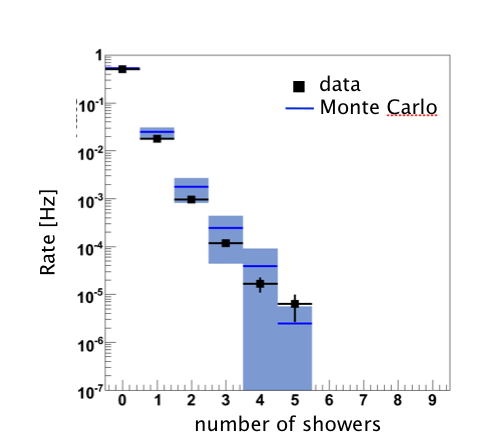 1
10-1
10-2
10-3
10-4
10-5
10-6
10-7
Rate [Hz]
data
Monte Carlo
0 1 2 3 4 5 6 7 8 9
number of showers